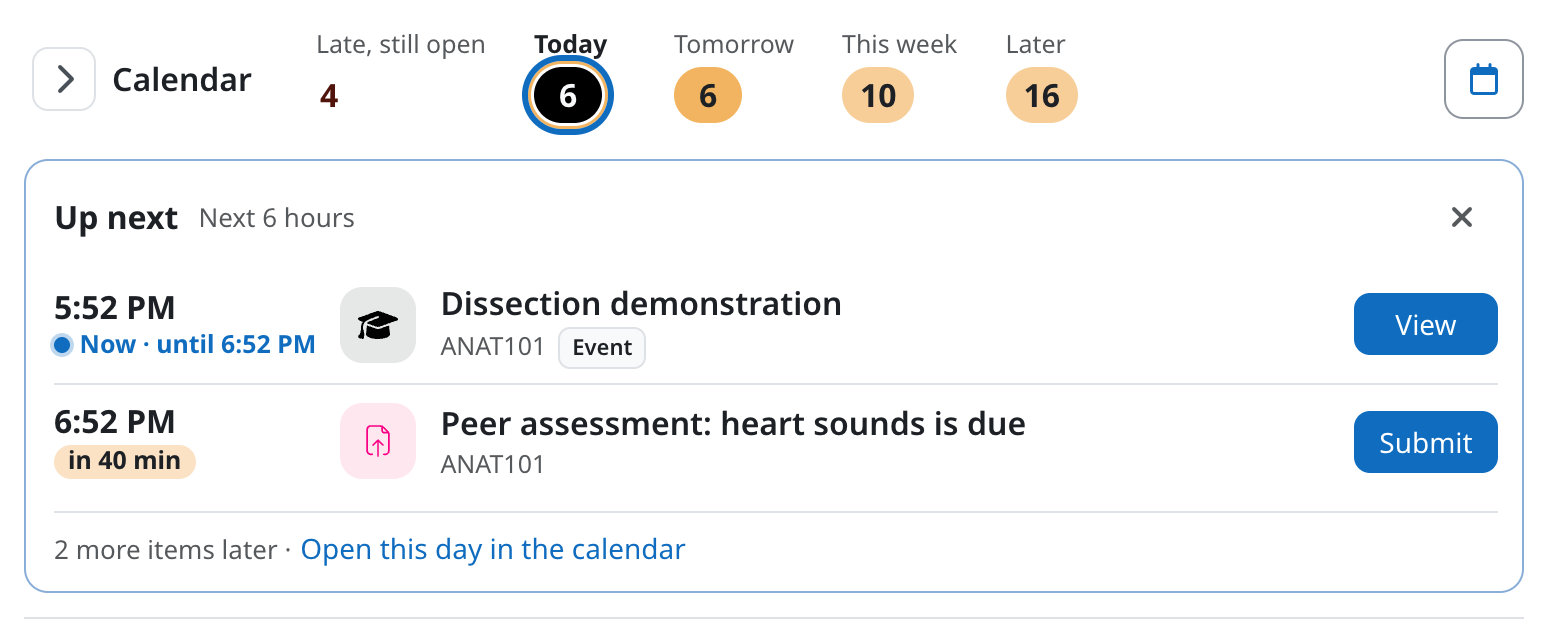 Calendar
Late, still open
4
Today
6
Tomorrow
6
This week
10
Later
16
Up next Next 6 hours
5:52 PM
Now · until 6:52 PM
Dissection demonstration
ANAT101 Event
View
6:52 PM
in 40 min
Peer assessment: heart sounds is due
ANAT101
Submit
2 more items later · Open this day in the calendar